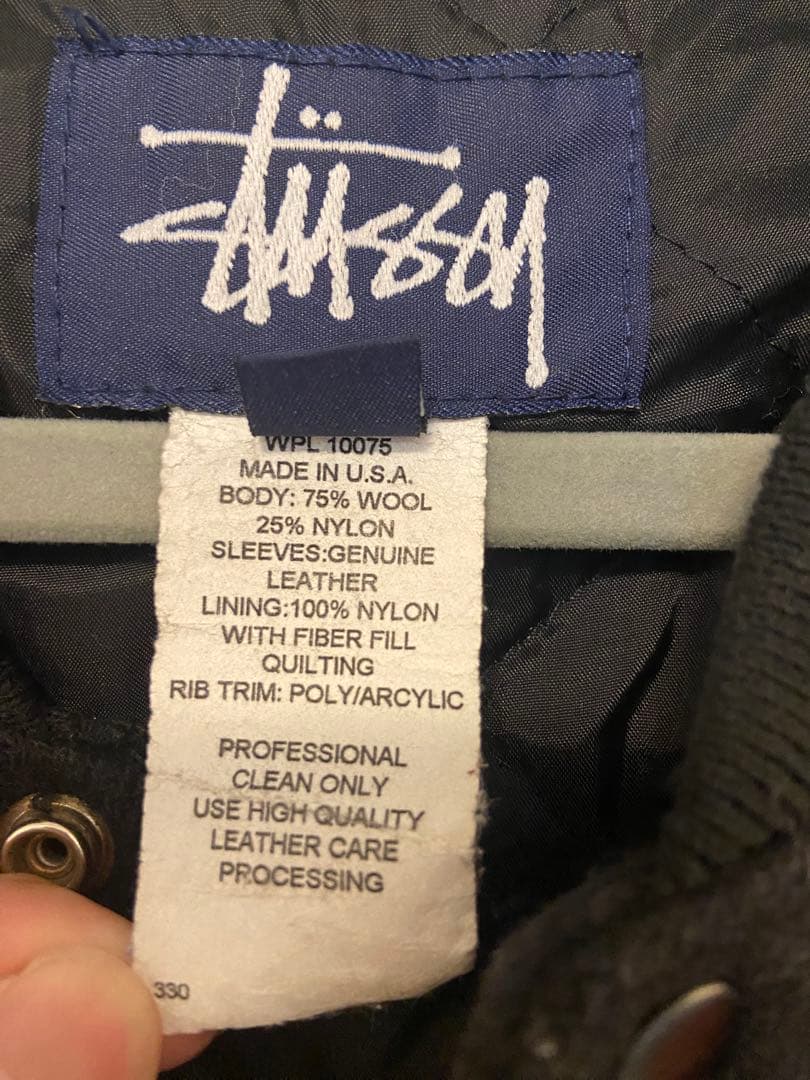 Stüssy
WPL 10075
MADE IN U.S.A.
BODY: 75% WOOL
25% NYLON
SLEEVES:GENUINE
LEATHER
LINING:100% NYLON
WITH FIBER FILL
QUILTING
RIB TRIM: POLY/ARCYLIC
PROFESSIONAL
CLEAN ONLY
USE HIGH QUALITY
LEATHER CARE
PROCESSING
330